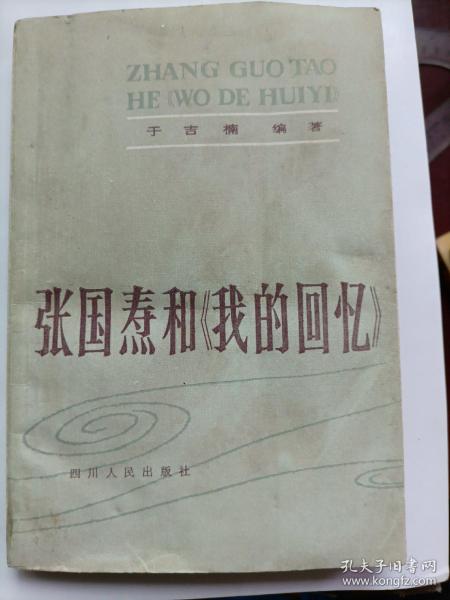 ZHANG GUO TAO
HE《WO DE HUIYI》
于吉楠 编著
张国焘和《我的回忆》
四川人民出版社
孔夫子旧书网
www.kongfz.com